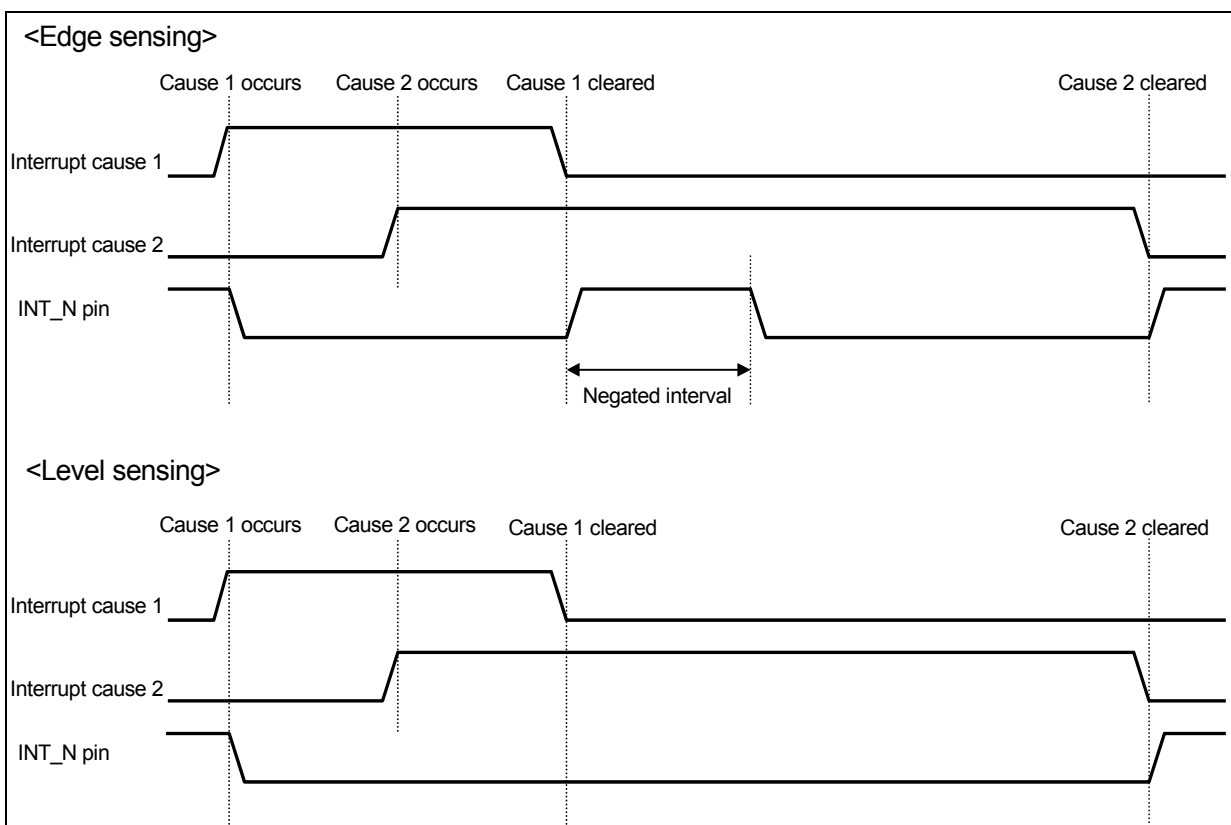 <Edge sensing>
Cause 1 occurs Cause 2 occurs Cause 1 cleared Cause 2 cleared
Interrupt cause 1
Interrupt cause 2
INT_N pin
Negated interval
<Level sensing>
Cause 1 occurs Cause 2 occurs Cause 1 cleared Cause 2 cleared
Interrupt cause 1
Interrupt cause 2
INT_N pin